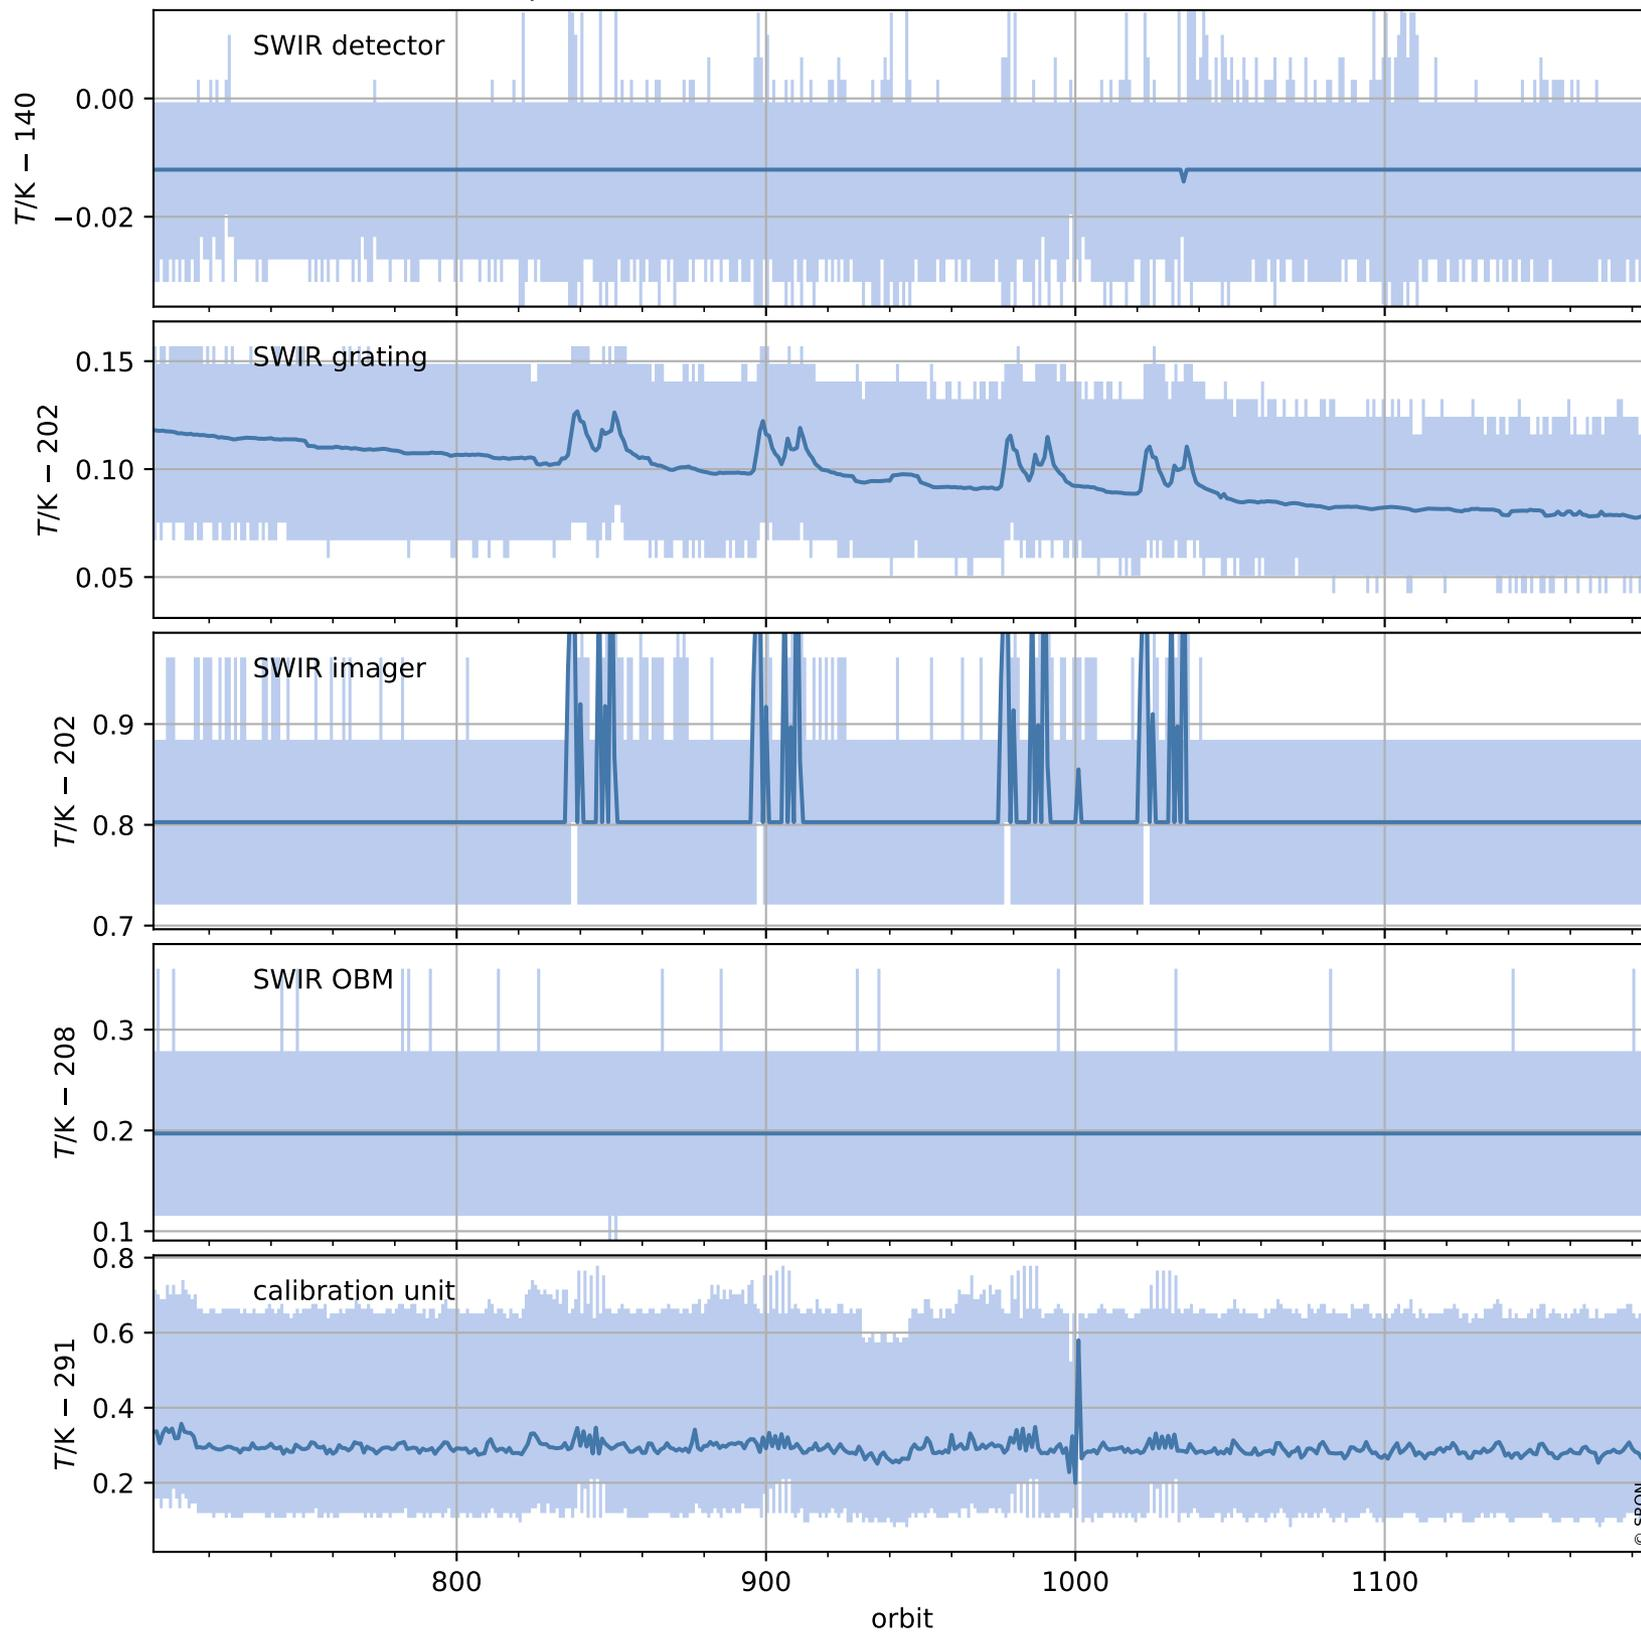 SWIR detector
0.00
−0.02
T/K − 140
SWIR grating
0.15
0.10
0.05
T/K − 202
SWIR imager
0.9
0.8
0.7
T/K − 202
SWIR OBM
0.3
0.2
0.1
T/K − 208
calibration unit
0.8
0.6
0.4
0.2
T/K − 291
800 900 1000 1100
orbit
© SRON